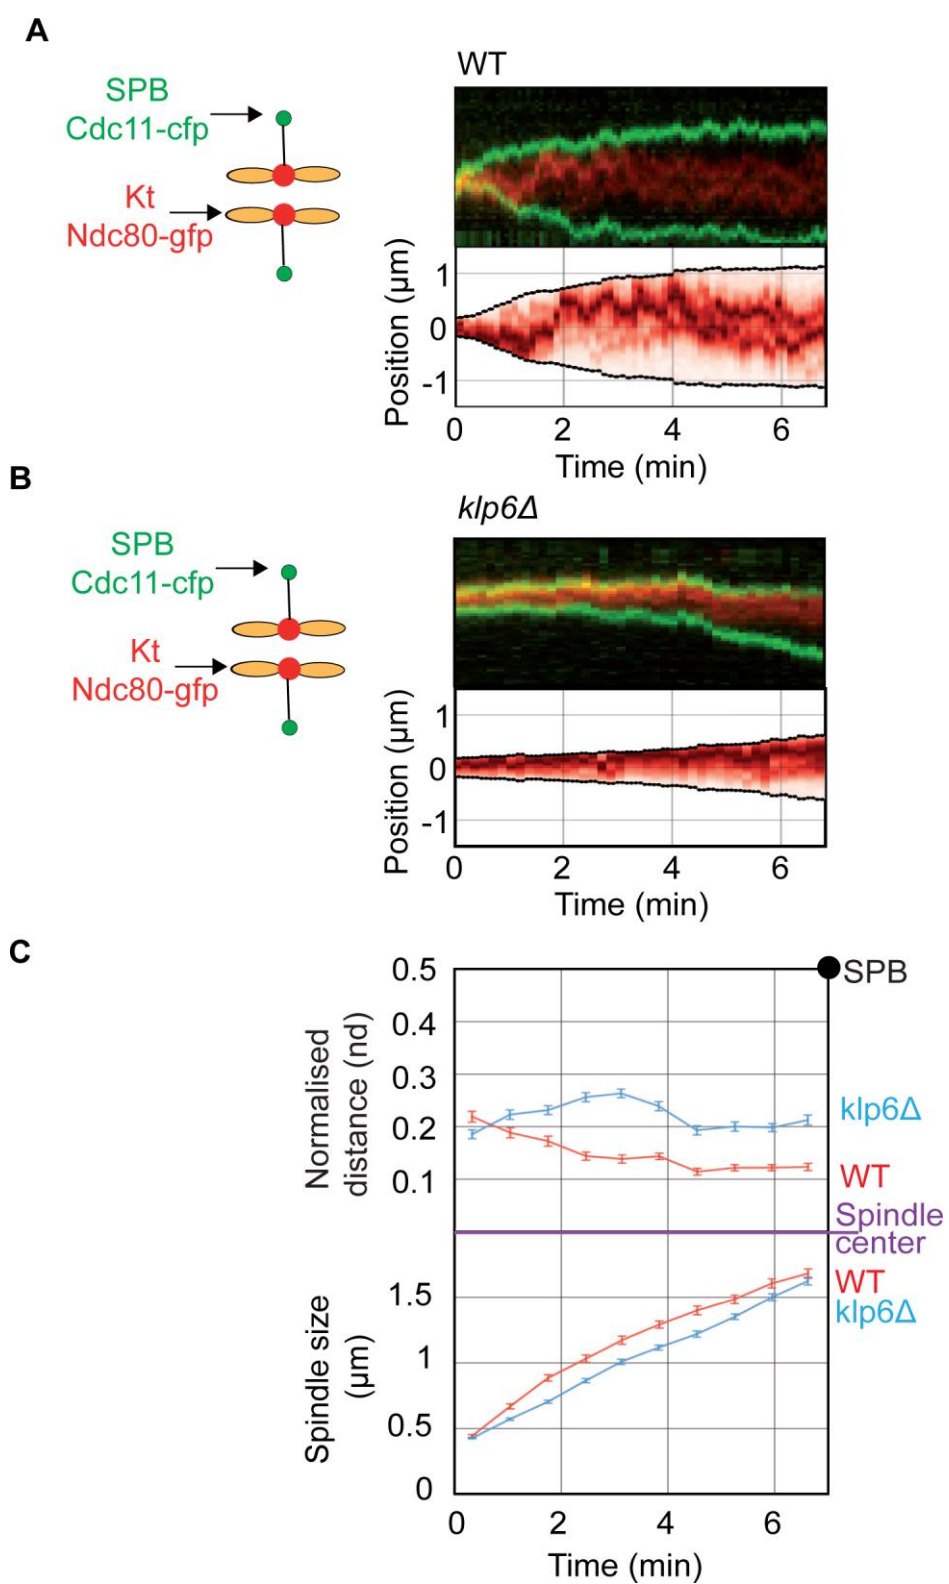 A
WT
SPB
Cdc11-cfp
Kt
Ndc80-gfp
Position (µm)
1
0
-1
0 2 4 6
Time (min)
B
klp6Δ
SPB
Cdc11-cfp
Kt
Ndc80-gfp
Position (µm)
1
0
-1
0 2 4 6
Time (min)
C
Normalised
distance (nd)
0.5
0.4
0.3
0.2
0.1
SPB
klp6Δ
WT
Spindle
center
WT
klp6Δ
Spindle size
(µm)
1.5
1
0.5
0
0 2 4 6
Time (min)